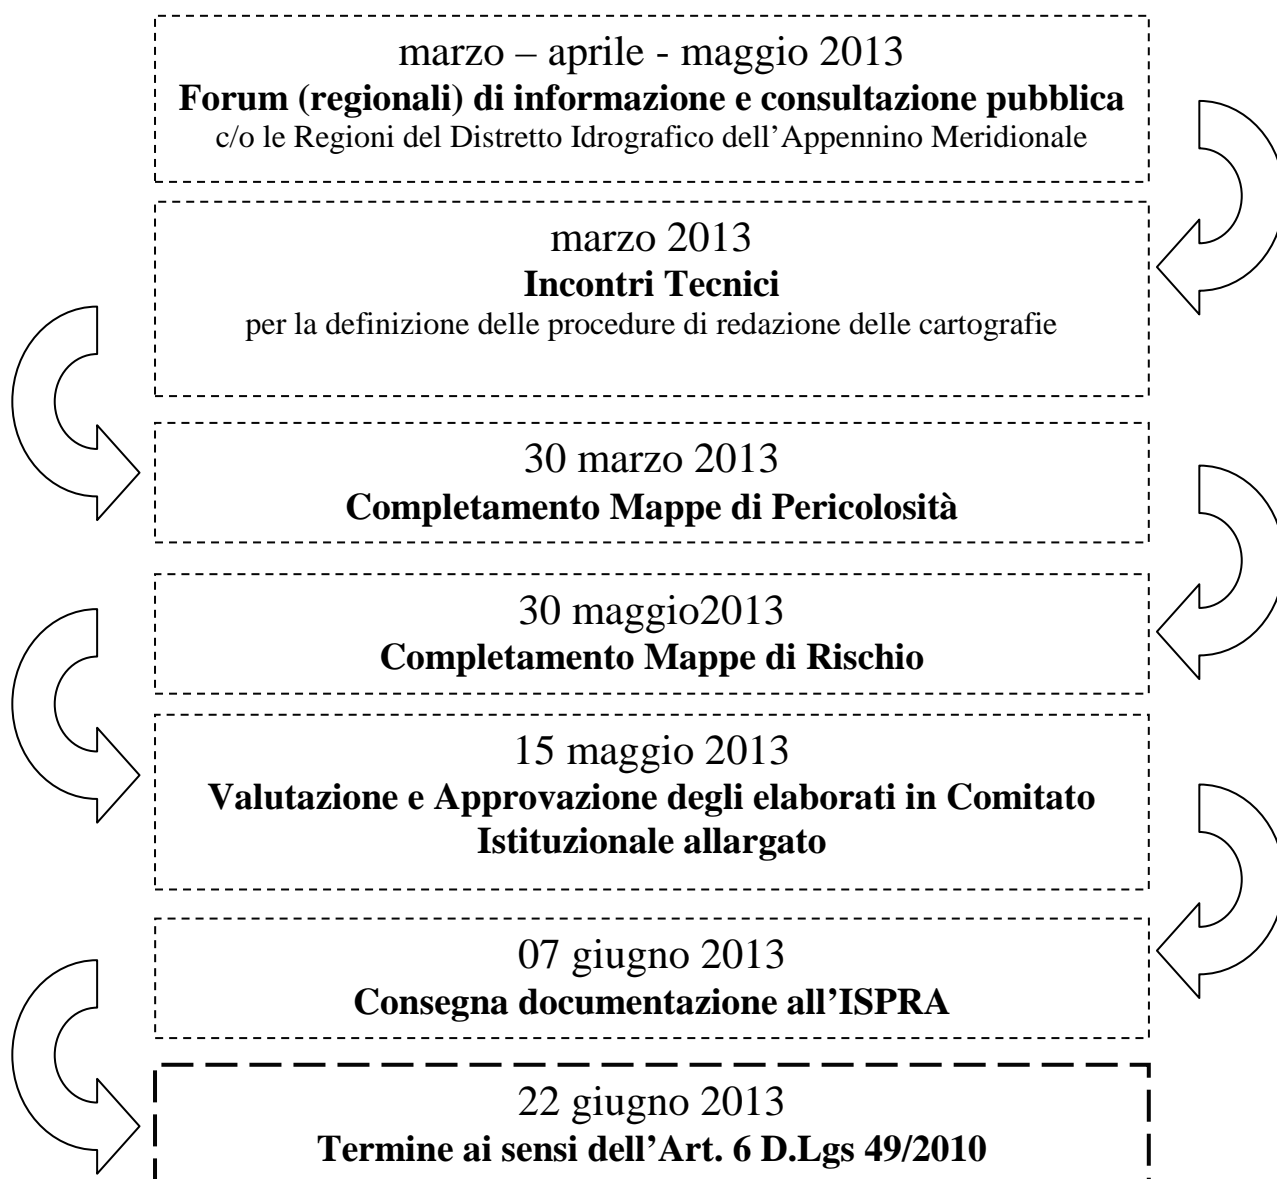 marzo – aprile - maggio 2013
Forum (regionali) di informazione e consultazione pubblica
c/o le Regioni del Distretto Idrografico dell’Appennino Meridionale
marzo 2013
Incontri Tecnici
per la definizione delle procedure di redazione delle cartografie
30 marzo 2013
Completamento Mappe di Pericolosità
30 maggio2013
Completamento Mappe di Rischio
15 maggio 2013
Valutazione e Approvazione degli elaborati in Comitato
Istituzionale allargato
07 giugno 2013
Consegna documentazione all’ISPRA
22 giugno 2013
Termine ai sensi dell’Art. 6 D.Lgs 49/2010